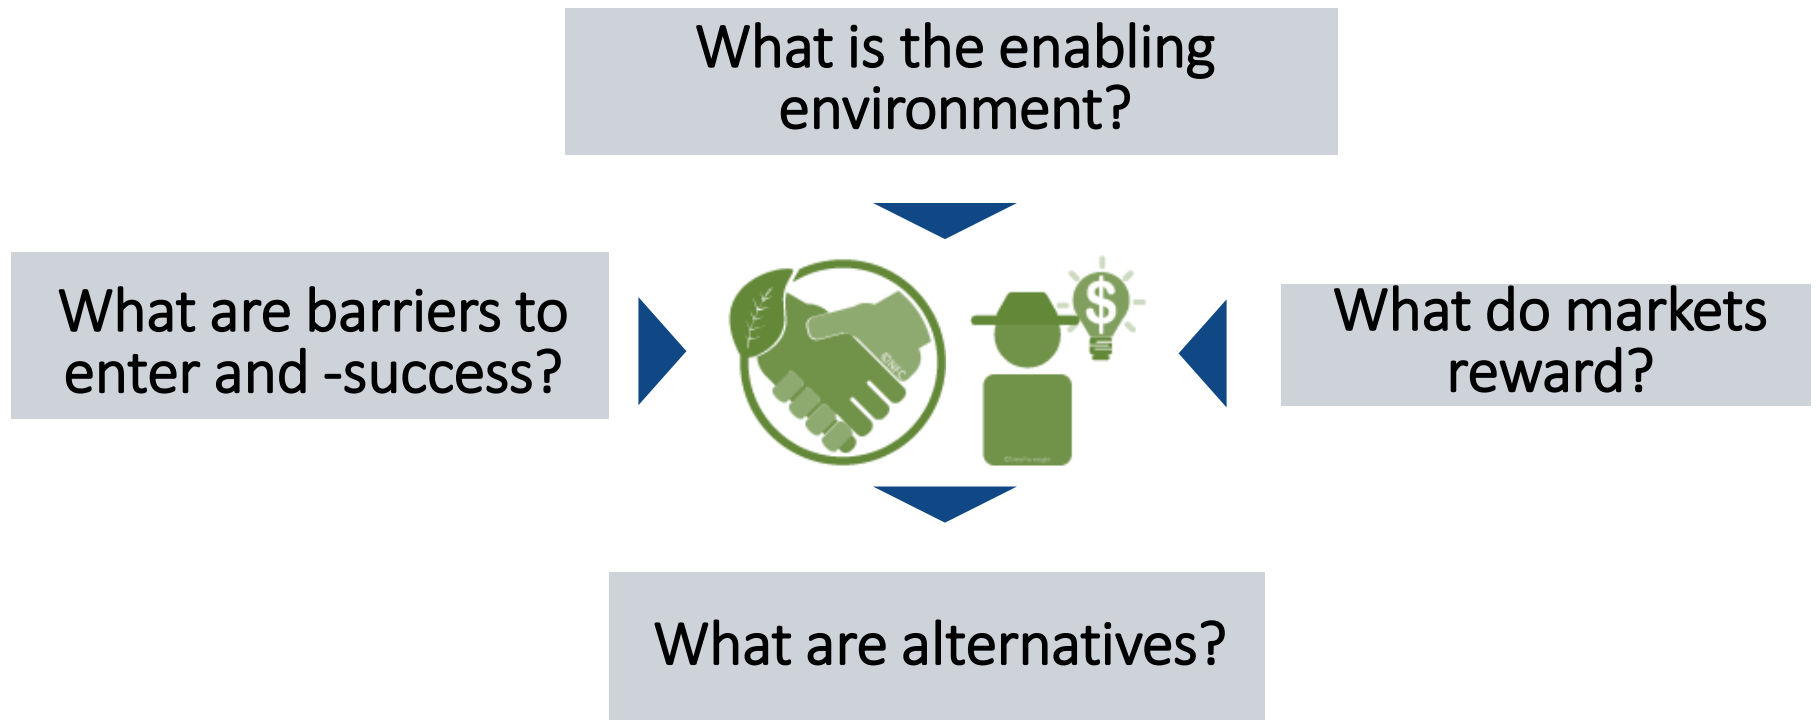 What is the enabling
environment?
What are barriers to
enter and -success?
$
What do markets
reward?
What are alternatives?